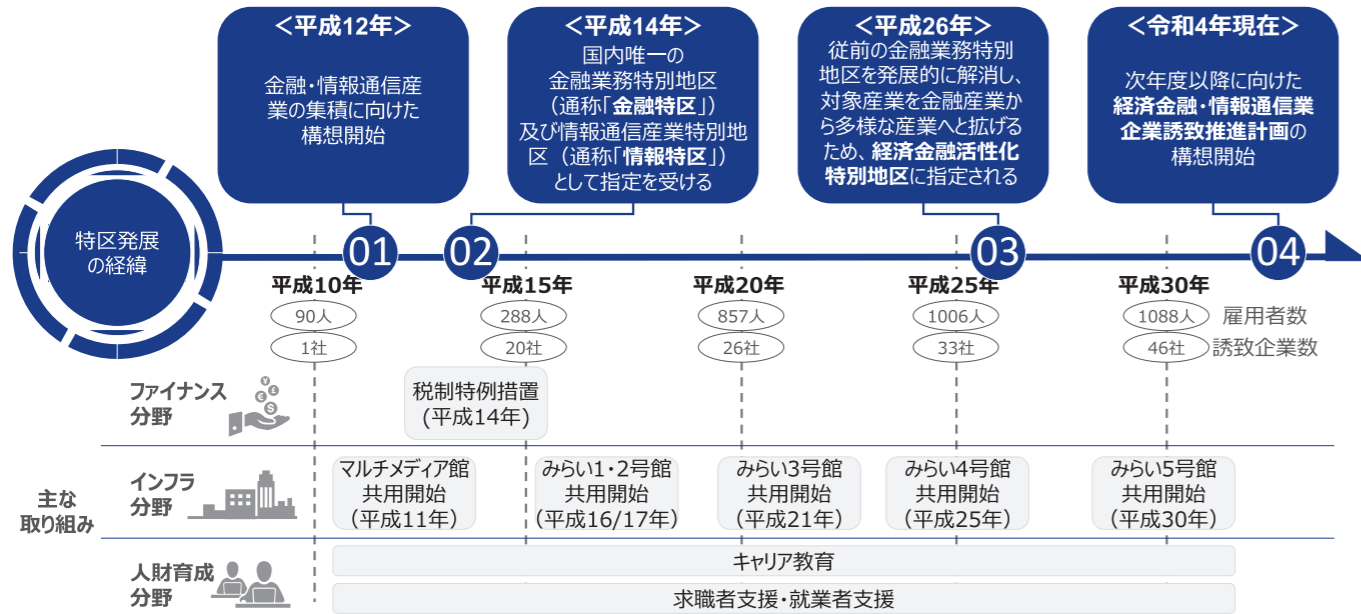 <平成12年>
金融・情報通信産
業の集積に向けた
構想開始
<平成14年>
国内唯一の
金融業務特別地区
（通称「金融特区」）
及び情報通信産業特別地
区（通称「情報特区」）
として指定を受ける
<平成26年>
従前の金融業務特別
地区を発展的に解消し、
対象産業を金融産業か
ら多様な産業へと拡げる
ため、経済金融活性化
特別地区に指定される
<令和4年現在>
次年度以降に向けた
経済金融・情報通信業
企業誘致推進計画の
構想開始
特区発展
の経緯
01
02
03
04
平成10年
平成15年
平成20年
平成25年
平成30年
90人
288人
857人
1006人
1088人
雇用者数
1社
20社
26社
33社
46社
誘致企業数
主な
取り組み
ファイナンス
分野
¥
£
€
$
税制特例措置
(平成14年)
インフラ
分野
マルチメディア館
共用開始
(平成11年)
みらい1・2号館
共用開始
(平成16/17年)
みらい3号館
共用開始
(平成21年)
みらい4号館
共用開始
(平成25年)
みらい5号館
共用開始
(平成30年)
人財育成
分野
キャリア教育
求職者支援・就業者支援